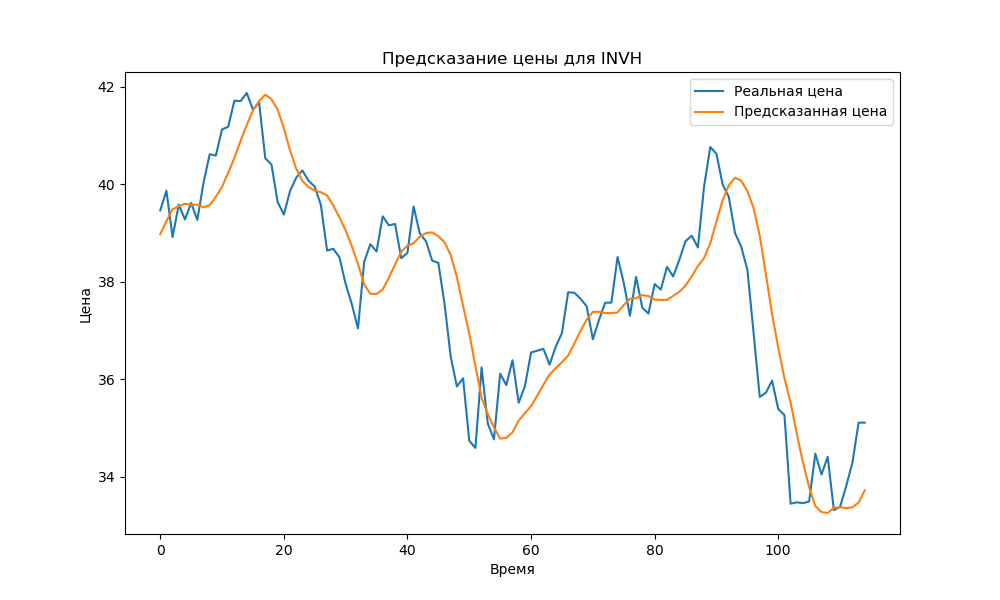 Предсказание цены для INVH
Реальная цена
Предсказанная цена
Цена
42
40
38
36
34
0 20 40 60 80 100
Время